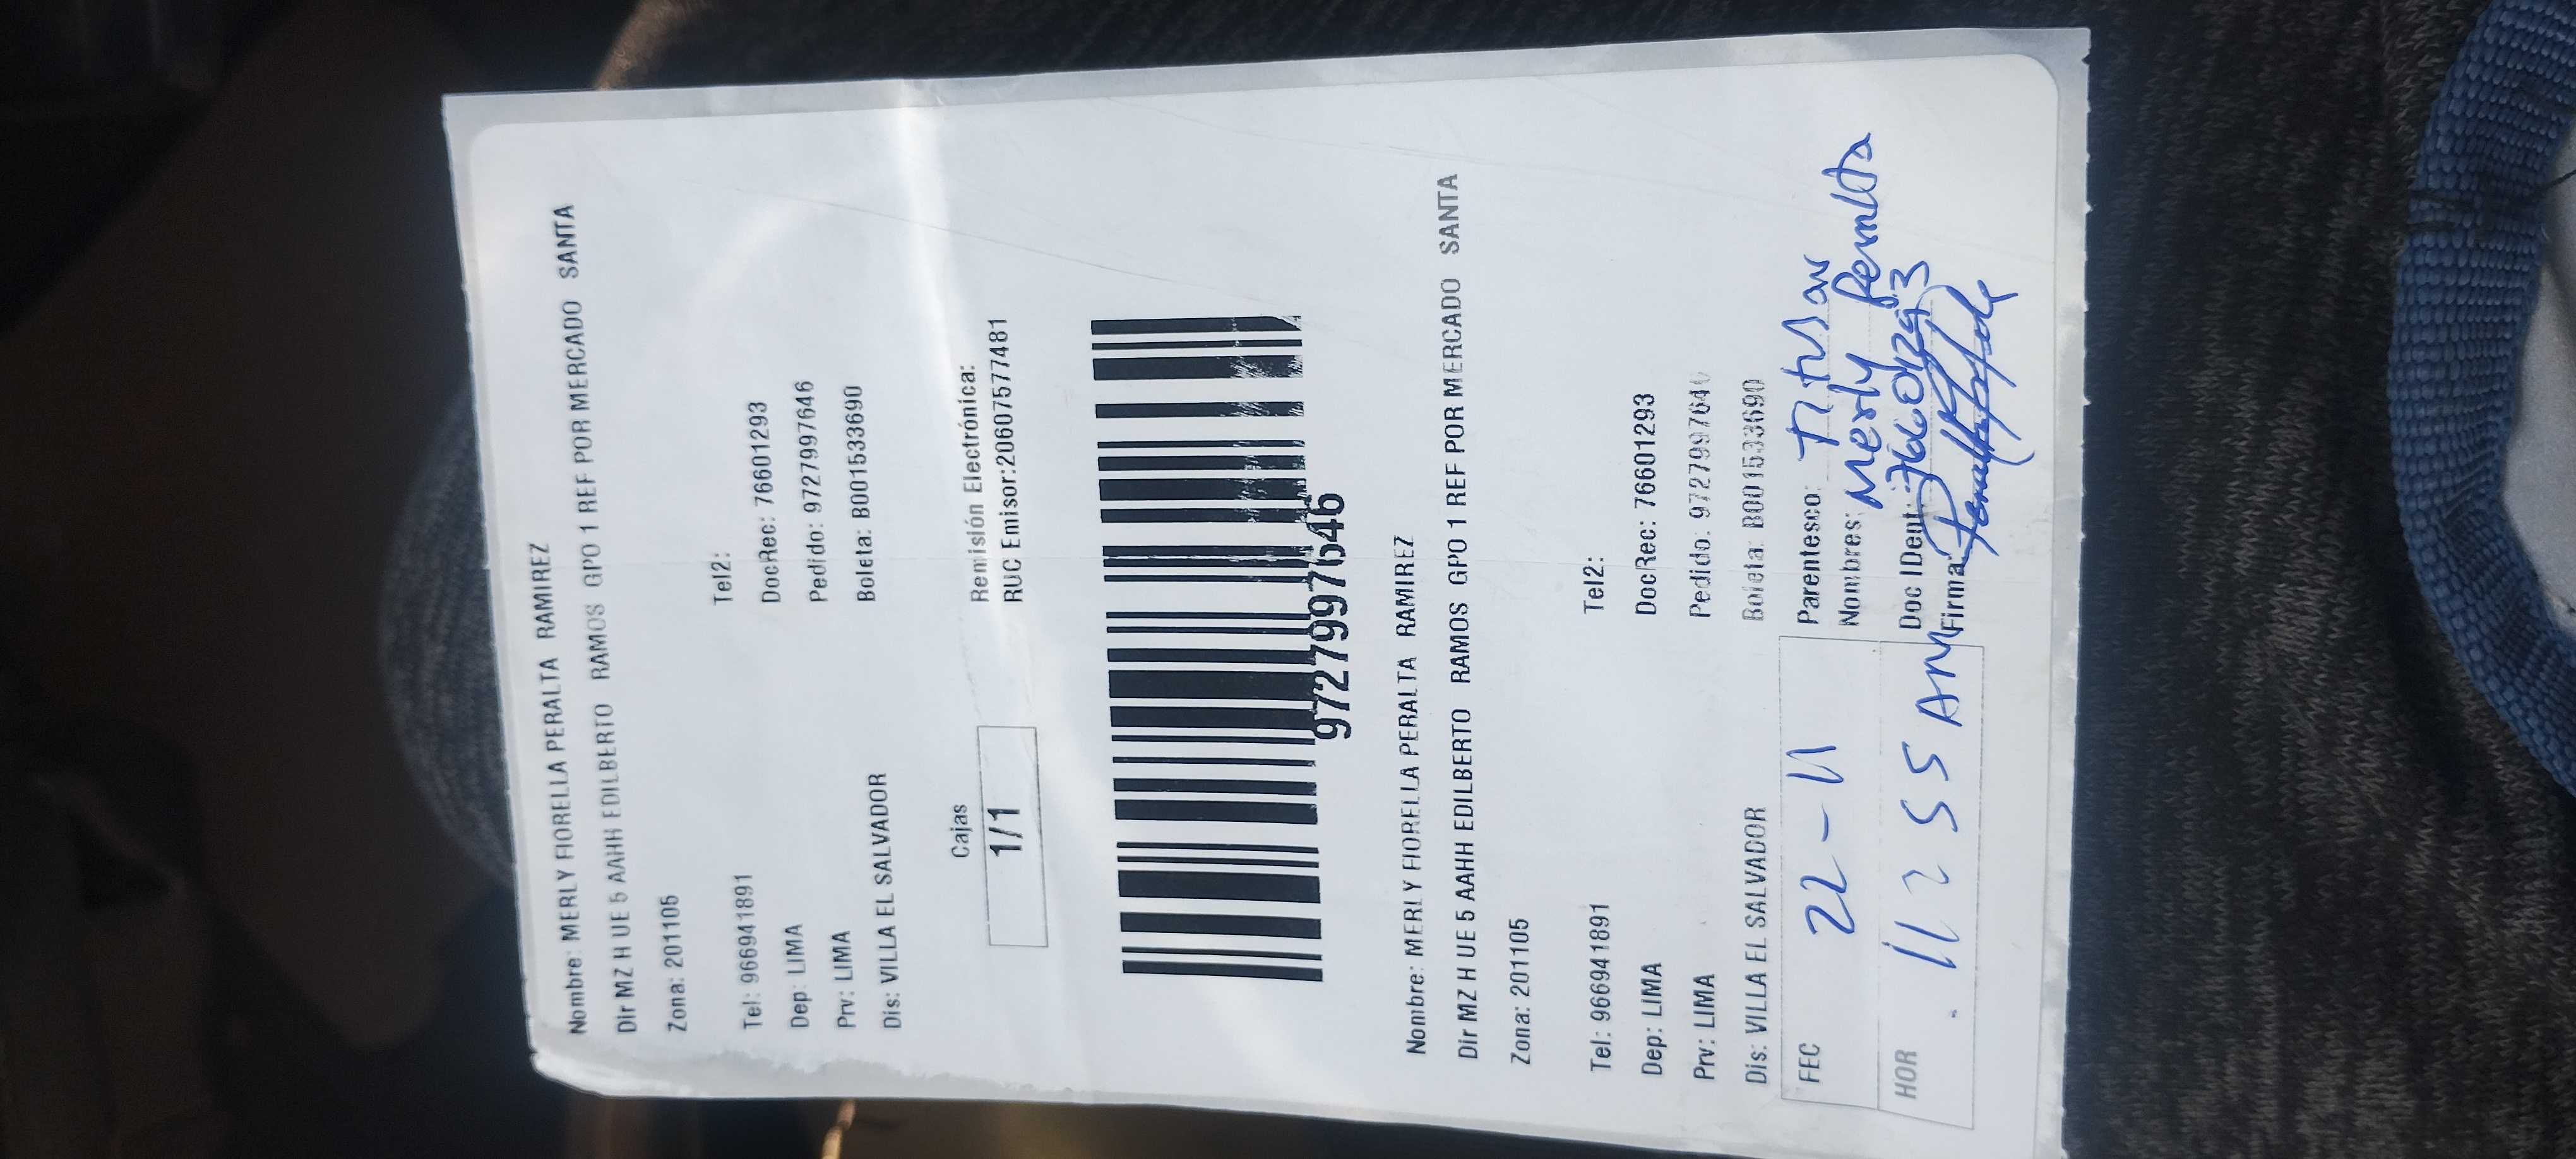 Nombre: MERLY FIORELLA PERALTA RAMIREZ
Dir MZ H UE 5 AAHH EDILBERTO RAMOS GPO 1 REF POR MERCADO SANTA
Zona: 201105
Tel: 966941891 Tel2:
Dep: LIMA DocRec: 76601293
Prv: LIMA Pedido: 9727997646
Dis: VILLA EL SALVADOR Boleta: B001533690
Cajas Remisión Electrónica:
1/1 RUC Emisor:20607577481
9727997646
Nombre: MERLY FIORELLA PERALTA RAMIREZ
Dir MZ H UE 5 AAHH EDILBERTO RAMOS GPO 1 REF POR MERCADO SANTA
Zona: 201105
Tel: 966941891 Tel2:
Dep: LIMA DocRec: 76601293
Prv: LIMA Pedido: 9727997646
Dis: VILLA EL SALVADOR Boleta: B001533690
FEC 22-11 Parentesco: Titular
Nombres: Merly Peralta
HOR 11 2 55 AM Doc IDent: 76601293
Firma: